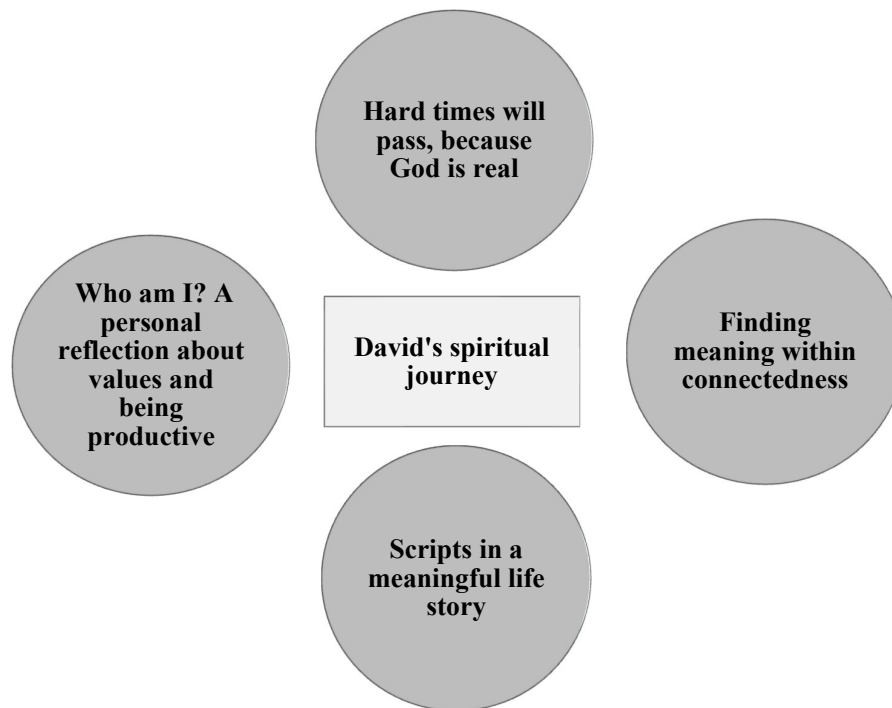 Hard times will
pass, because
God is real
Who am I? A
personal
reflection about
values and
being
productive
David's spiritual
journey
Finding
meaning within
connectedness
Scripts in a
meaningful life
story